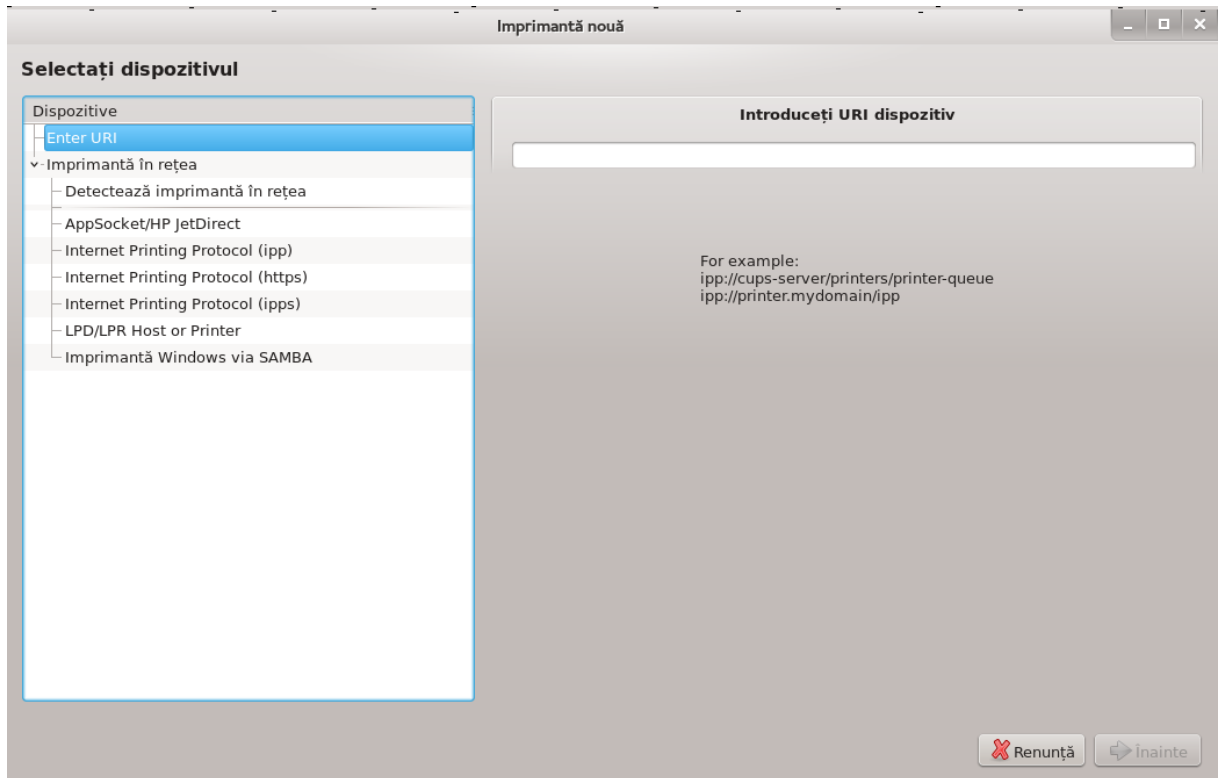 Imprimantă nouă
Selectați dispozitivul
Dispozitive
Enter URI
Imprimantă în rețea
Detectează imprimantă în rețea
AppSocket/HP JetDirect
Internet Printing Protocol (ipp)
Internet Printing Protocol (https)
Internet Printing Protocol (ipps)
LPD/LPR Host or Printer
Imprimantă Windows via SAMBA
Introduceți URI dispozitiv
For example:
ipp://cups-server/printers/printer-queue
ipp://printer.mydomain/ipp
Renunță
Înainte